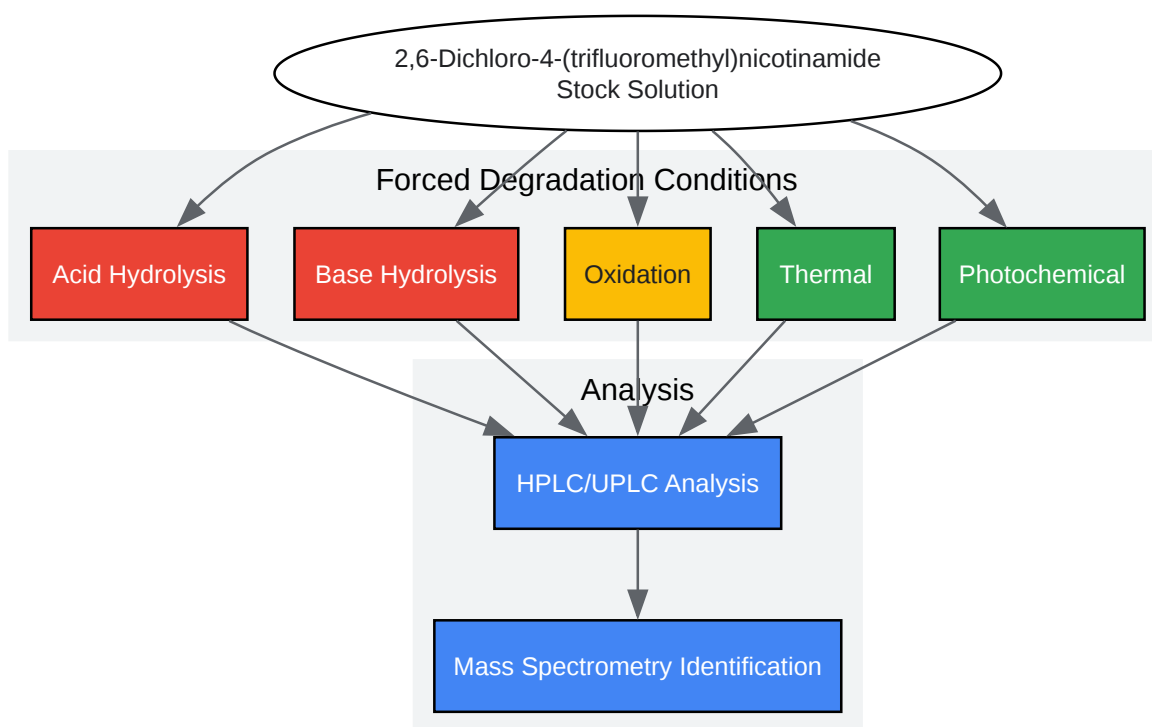 2,6-Dichloro-4-(trifluoromethyl)nicotinamide
Stock Solution
Forced Degradation Conditions
Acid Hydrolysis
Base Hydrolysis
Oxidation
Thermal
Photochemical
Analysis
HPLC/UPLC Analysis
Mass Spectrometry Identification